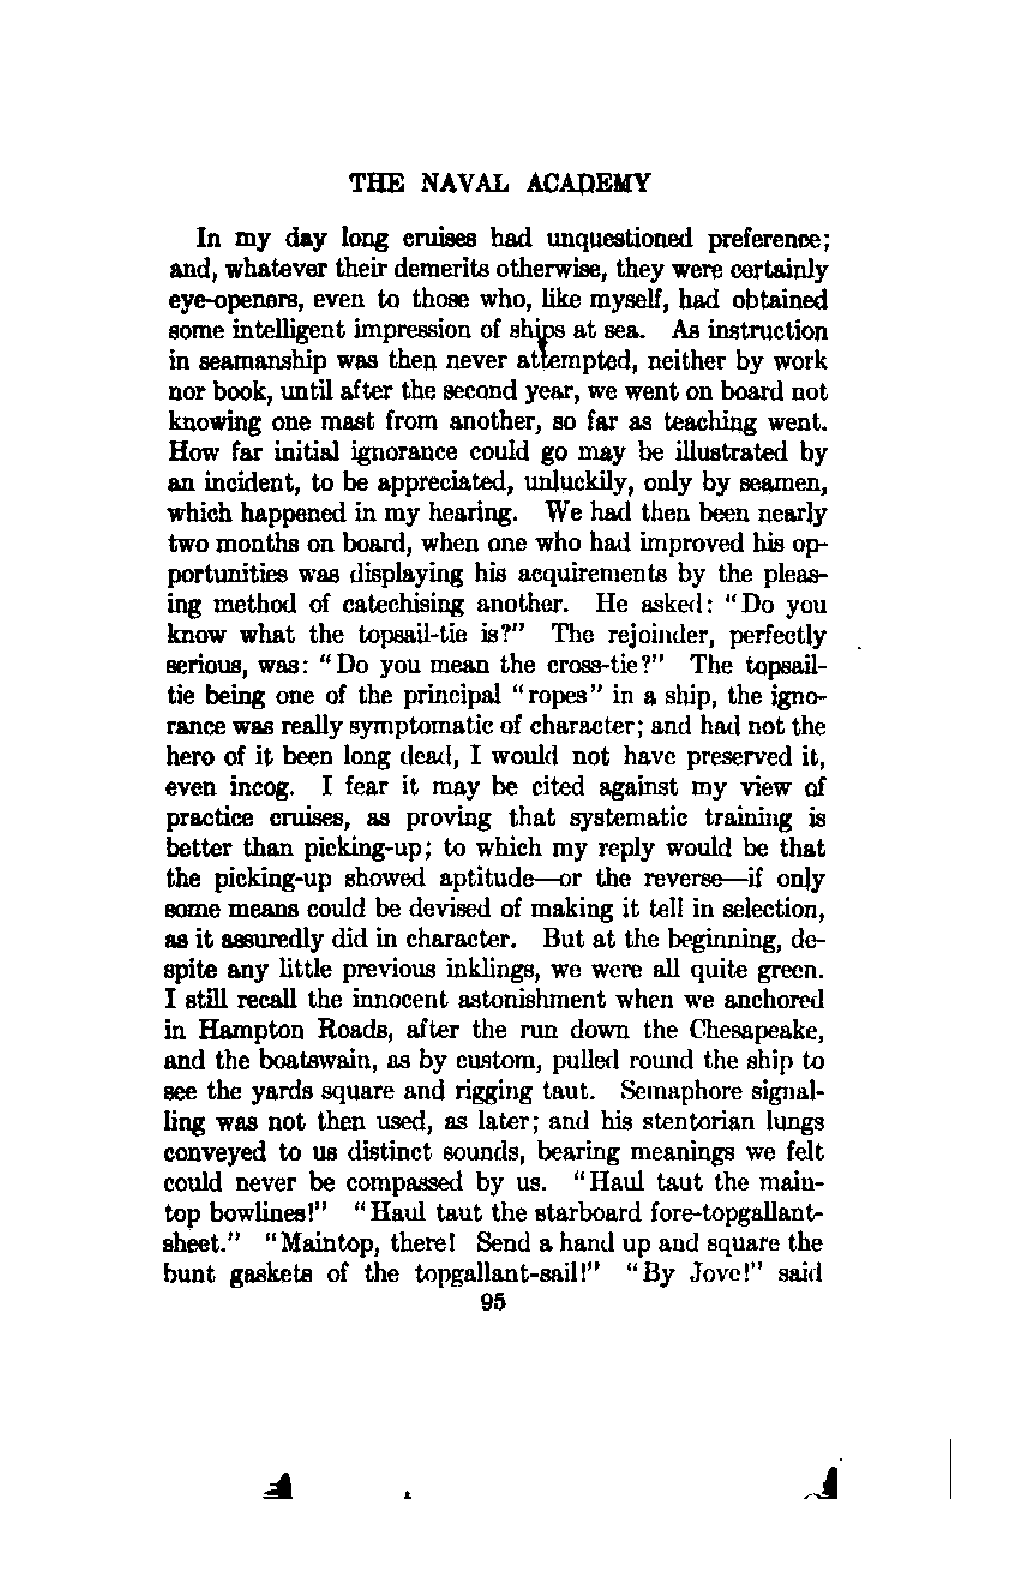 THE NAVAL ACADEMY
In my day long cruises had unquestioned preference;
and, whatever their demerits otherwise, they were certainly
eye-openers, even to those who, like myself, had obtained
some intelligent impression of ships at sea. As instruction
in seamanship was then never attempted, neither by work
nor book, until after the second year, we went on board not
knowing one mast from another, so far as teaching went.
How far initial ignorance could go may be illustrated by
an incident, to be appreciated, unluckily, only by seamen,
which happened in my hearing. We had then been nearly
two months on board, when one who had improved his op-
portunities was displaying his acquirements by the pleas-
ing method of catechising another. He asked: "Do you
know what the topsail-tie is?" The rejoinder, perfectly
serious, was: "Do you mean the cross-tie?" The topsail-
tie being one of the principal "ropes" in a ship, the igno-
rance was really symptomatic of character; and had not the
hero of it been long dead, I would not have preserved it,
even incog. I fear it may be cited against my view of
practice cruises, as proving that systematic training is
better than picking-up; to which my reply would be that
the picking-up showed aptitude—or the reverse—if only
some means could be devised of making it tell in selection,
as it assuredly did in character. But at the beginning, de-
spite any little previous inklings, we were all quite green.
I still recall the innocent astonishment when we anchored
in Hampton Roads, after the run down the Chesapeake,
and the boatswain, as by custom, pulled round the ship to
see the yards square and rigging taut. Semaphore signal-
ling was not then used, as later; and his stentorian lungs
conveyed to us distinct sounds, bearing meanings we felt
could never be compassed by us. "Haul taut the main-
top bowlines!" "Haul taut the starboard fore-topgallant-
sheet." "Maintop, there! Send a hand up and square the
bunt gaskets of the topgallant-sail!" "By Jove!" said
95